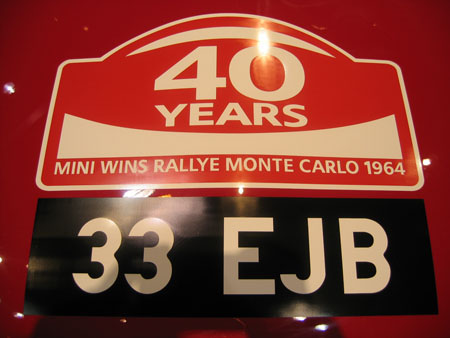 40
YEARS
MINI WINS RALLYE MONTE CARLO 1964
33 EJB